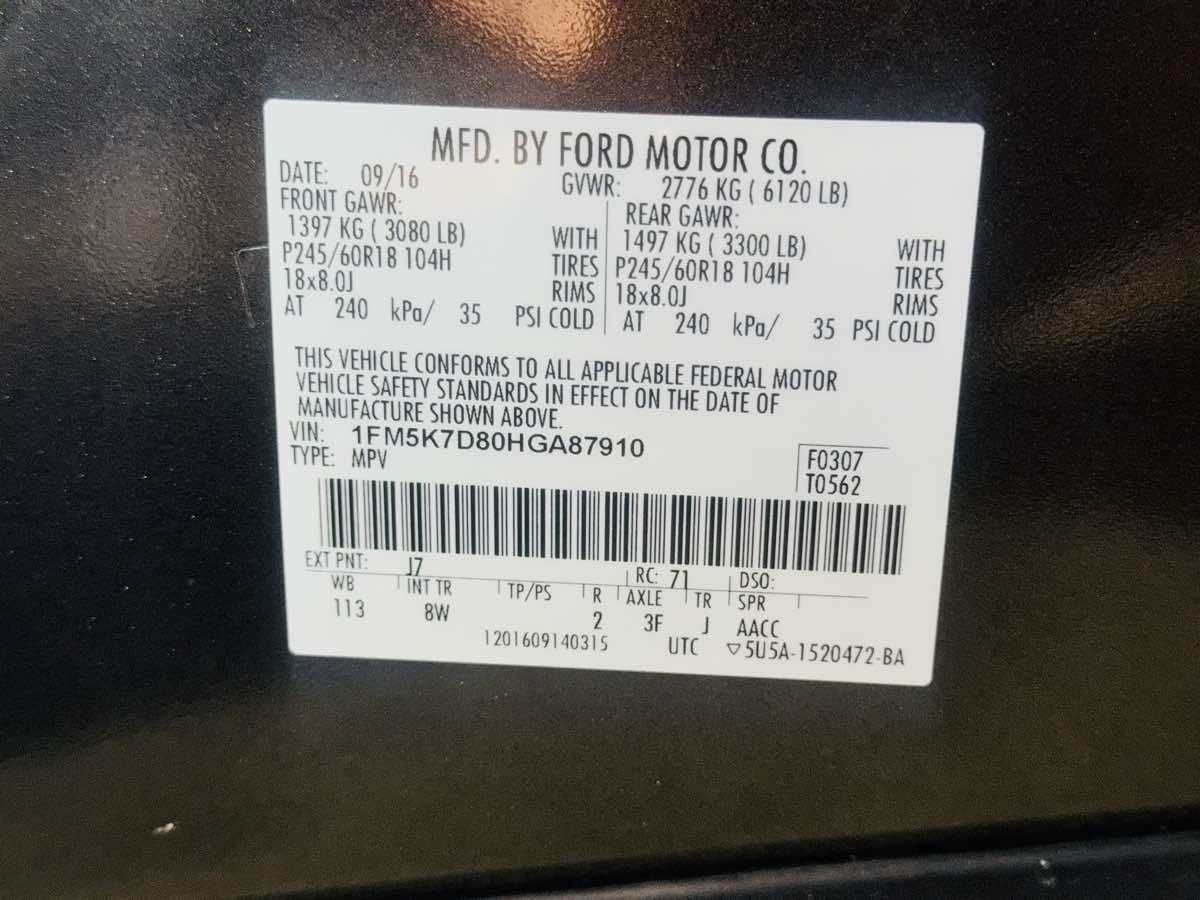 MFD. BY FORD MOTOR CO.
DATE: 09/16 GVWR: 2776 KG ( 6120 LB)
FRONT GAWR: REAR GAWR:
1397 KG ( 3080 LB) WITH 1497 KG ( 3300 LB) WITH
P245/60R18 104H TIRES P245/60R18 104H TIRES
18x8.0J RIMS 18x8.0J RIMS
AT 240 kPa/ 35 PSI COLD AT 240 kPa/ 35 PSI COLD
THIS VEHICLE CONFORMS TO ALL APPLICABLE FEDERAL MOTOR
VEHICLE SAFETY STANDARDS IN EFFECT ON THE DATE OF
MANUFACTURE SHOWN ABOVE.
VIN: 1FM5K7D80HGA87910
TYPE: MPV
F0307
T0562
EXT PNT: J7 RC: 71 DSO:
WB INT TR TP/PS R AXLE TR SPR
113 8W 2 3F J AACC
1201609140315 UTC ▽5U5A-1520472-BA